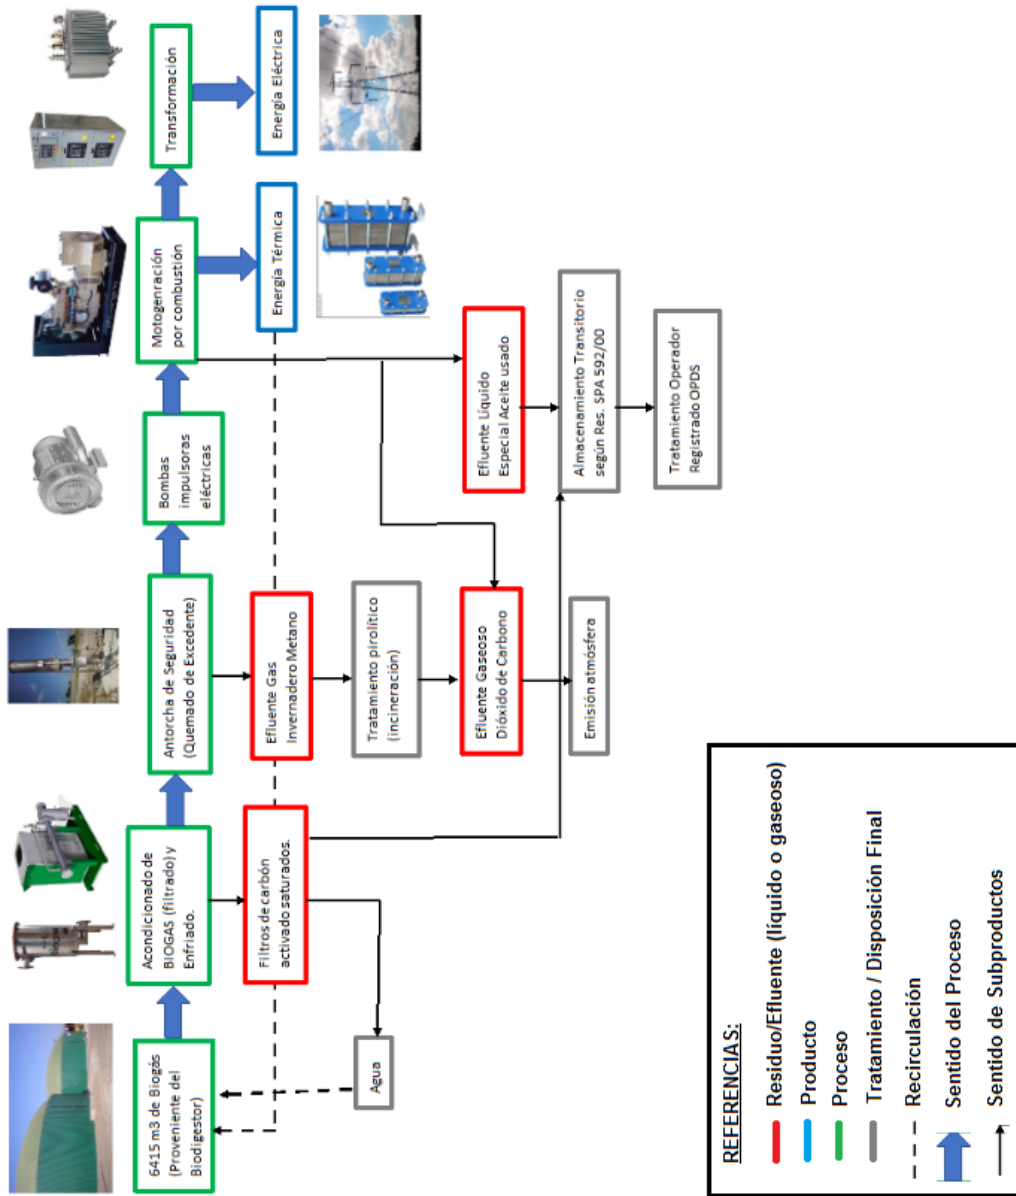 6415 m3 de Biogás
(Proveniente del
Biodigestor)
Acondicionado de
BIOGAS (filtrado) y
Enfriado.
Antorcha de Seguridad
(Quemado de Excedente)
Bombas
impulsoras
eléctricas
Motogenración
por combustión
Transformación
Filtros de carbón
activado saturados.
Efluente Gas
Invernadero Metano
Energía Térmica
Energía Eléctrica
Agua
Tratamiento pirolítico
(incineración)
Efluente Gaseoso
Dióxido de Carbono
Efluente Líquido
Especial Aceite usado
Emisión atmósfera
Almacenamiento Transitorio
según Res. SPA 592/00
Tratamiento Operador
Registrado OPDS
REFERENCIAS:
Residuo/Efluente (líquido o gaseoso)
Producto
Proceso
Tratamiento / Disposición Final
Recirculación
Sentido del Proceso
Sentido de Subproductos